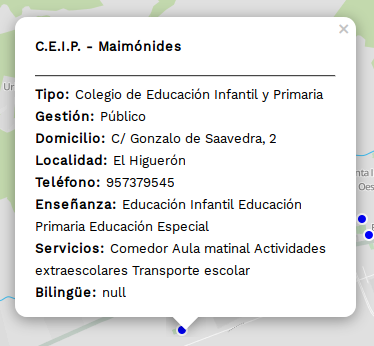 ×
C.E.I.P. - Maimónides
Tipo: Colegio de Educación Infantil y Primaria
Gestión: Público
Domicilio: C/ Gonzalo de Saavedra, 2
Localidad: El Higuerón
Teléfono: 957379545
Enseñanza: Educación Infantil Educación
Primaria Educación Especial
Servicios: Comedor Aula matinal Actividades
extraescolares Transporte escolar
Bilingüe: null